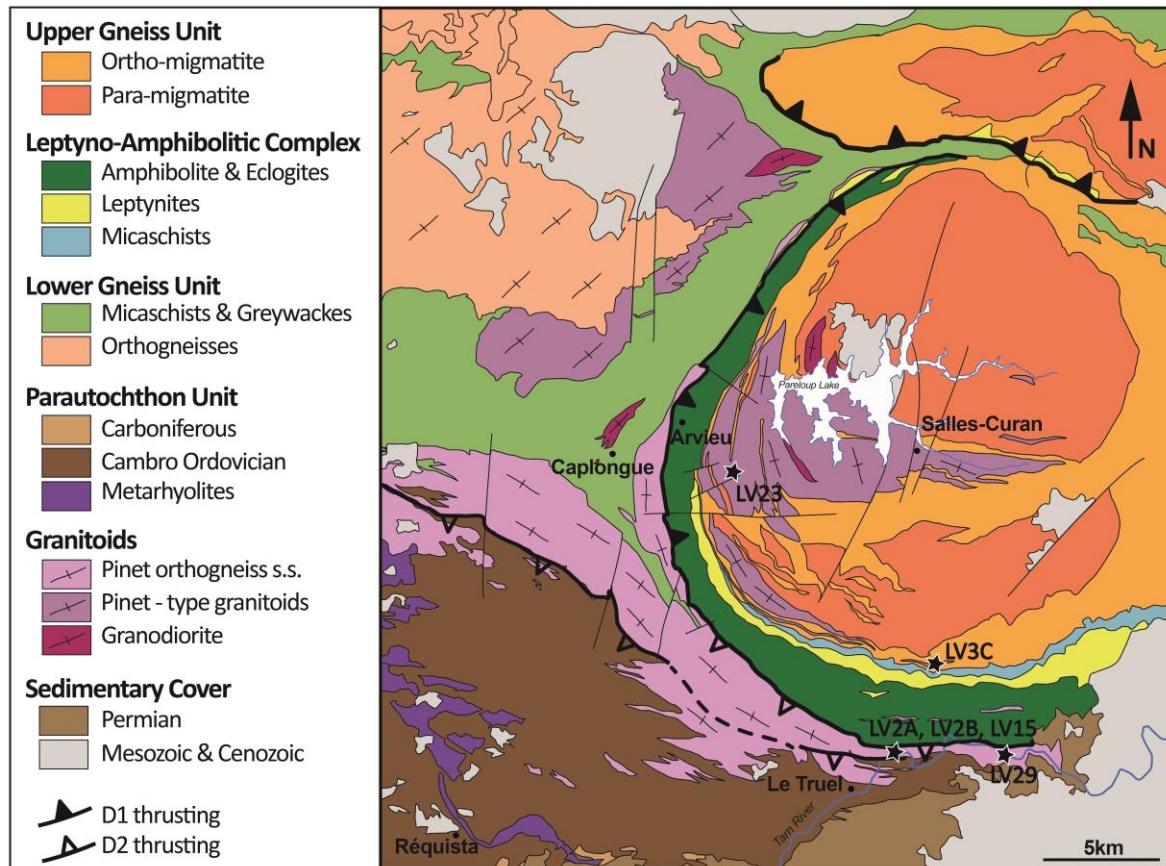 Upper Gneiss Unit
Ortho-migmatite
Para-migmatite
Leptyno-Amphibolitic Complex
Amphibolite & Eclogites
Leptynites
Micaschists
Lower Gneiss Unit
Micaschists & Greywackes
Orthogneisses
Parautochthon Unit
Carboniferous
Cambro Ordovician
Metarhyolites
Granitoids
Pinet orthogneiss s.s.
Pinet - type granitoids
Granodiorite
Sedimentary Cover
Permian
Mesozoic & Cenozoic
D1 thrusting
D2 thrusting
N
Pareloup Lake
Salles-Curan
Arvieu
Caplongue
LV23
LV3C
LV2A, LV2B, LV15
LV29
Le Truel
Tarn River
Réquista
5km